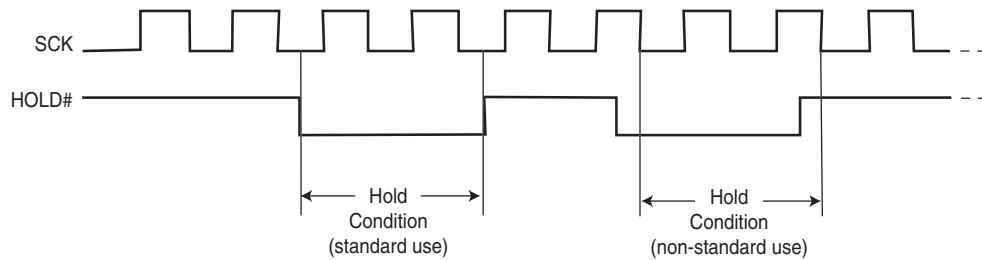 SCK
HOLD#
Hold
Condition
(standard use)
Hold
Condition
(non-standard use)